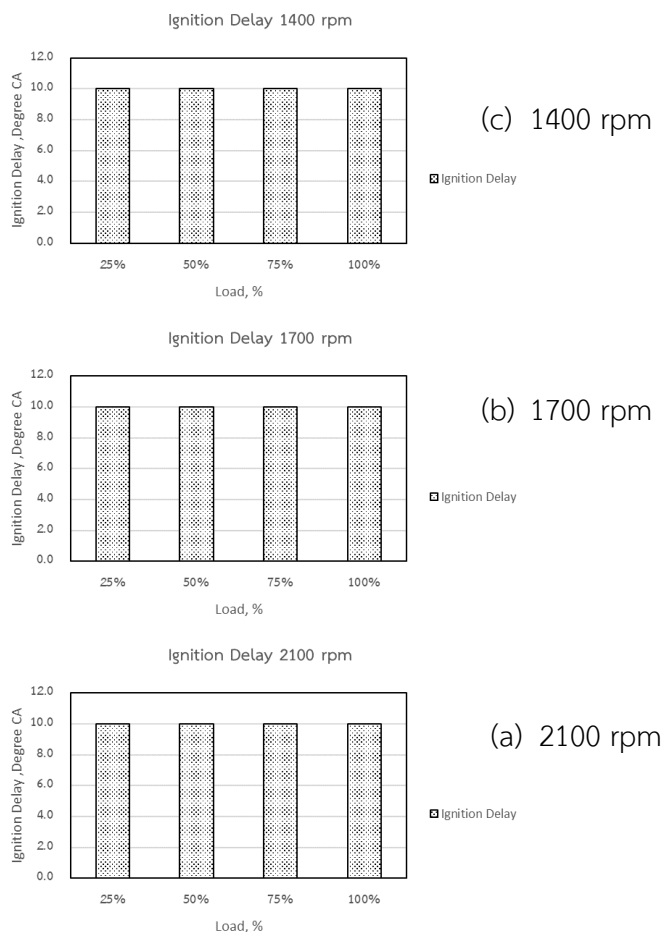 Ignition Delay 1400 rpm
Ignition Delay ,Degree CA
12.0
10.0
8.0
6.0
4.0
2.0
0.0
25% 50% 75% 100%
Load, %
Ignition Delay
(c) 1400 rpm
Ignition Delay 1700 rpm
Ignition Delay ,Degree CA
12.0
10.0
8.0
6.0
4.0
2.0
0.0
25% 50% 75% 100%
Load, %
Ignition Delay
(b) 1700 rpm
Ignition Delay 2100 rpm
Ignition Delay ,Degree CA
12.0
10.0
8.0
6.0
4.0
2.0
0.0
25% 50% 75% 100%
Load, %
Ignition Delay
(a) 2100 rpm